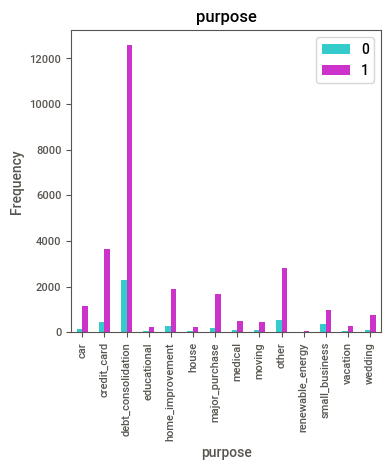 purpose
0
1
12000
10000
8000
6000
4000
2000
0
Frequency
car
credit_card
debt_consolidation
educational
home_improvement
house
major_purchase
medical
moving
other
renewable_energy
small_business
vacation
wedding
purpose